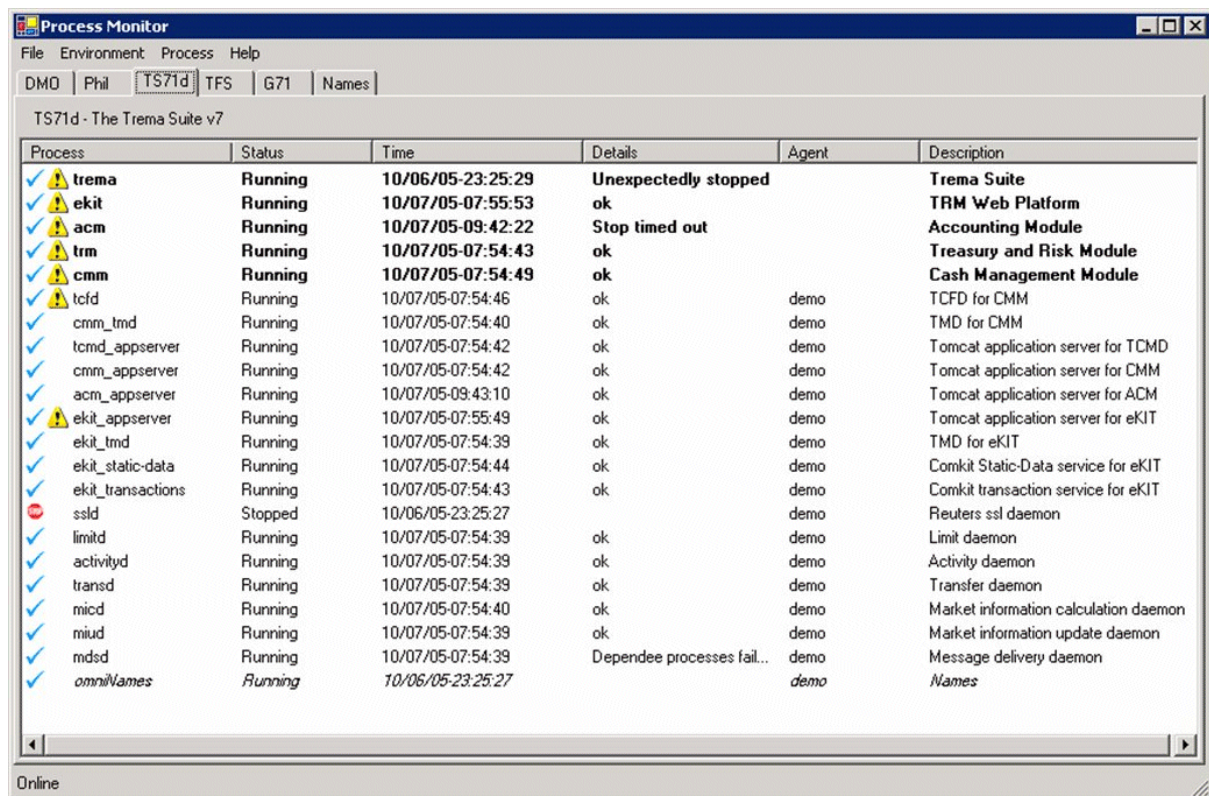 Process Monitor
File Environment Process Help
DMO Phil TS71d TFS G71 Names
TS71d - The Trema Suite v7
Process Status Time Details Agent Description
trema Running 10/06/05-23:25:29 Unexpectedly stopped Trema Suite
ekit Running 10/07/05-07:55:53 ok TRM Web Platform
acm Running 10/07/05-09:42:22 Stop timed out Accounting Module
trm Running 10/07/05-07:54:43 ok Treasury and Risk Module
cmm Running 10/07/05-07:54:49 ok Cash Management Module
tcfd Running 10/07/05-07:54:46 ok demo TCFD for CMM
cmm_tmd Running 10/07/05-07:54:40 ok demo TMD for CMM
tcmd_appserver Running 10/07/05-07:54:42 ok demo Tomcat application server for TCMD
cmm_appserver Running 10/07/05-07:54:42 ok demo Tomcat application server for CMM
acm_appserver Running 10/07/05-09:43:10 ok demo Tomcat application server for ACM
ekit_appserver Running 10/07/05-07:55:49 ok demo Tomcat application server for eKIT
ekit_tmd Running 10/07/05-07:54:39 ok demo TMD for eKIT
ekit_static-data Running 10/07/05-07:54:44 ok demo Comkit Static-Data service for eKIT
ekit_transactions Running 10/07/05-07:54:43 ok demo Comkit transaction service for eKIT
STOP ssld Stopped 10/06/05-23:25:27 demo Reuters ssl daemon
limitd Running 10/07/05-07:54:39 ok demo Limit daemon
activityd Running 10/07/05-07:54:39 ok demo Activity daemon
transd Running 10/07/05-07:54:39 ok demo Transfer daemon
micd Running 10/07/05-07:54:40 ok demo Market information calculation daemon
miud Running 10/07/05-07:54:39 ok demo Market information update daemon
mdsd Running 10/07/05-07:54:39 Dependee processes fail... demo Message delivery daemon
omniNames Running 10/06/05-23:25:27 demo Names
Online